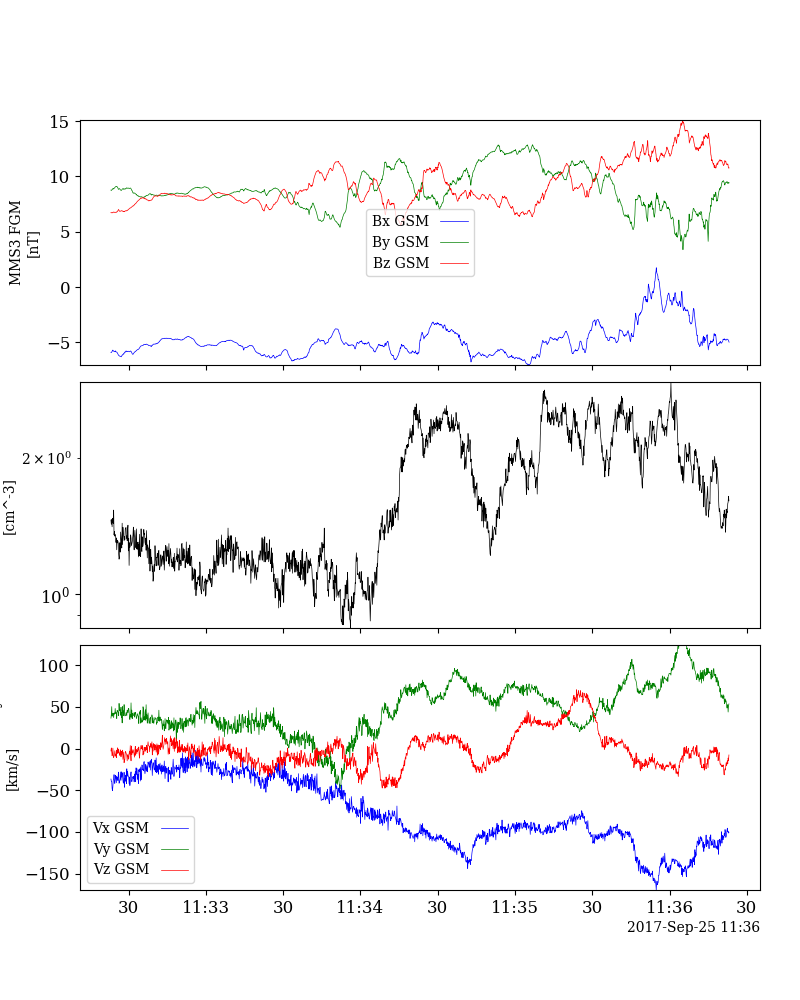 15
10
5
0
−5
MMS3 FGM
[nT]
Bx GSM
By GSM
Bz GSM
2 × 10⁰
10⁰
[cm^-3]
100
50
0
−50
−100
−150
[km/s]
Vx GSM
Vy GSM
Vz GSM
30 11:33 30 11:34 30 11:35 30 11:36 30
2017-Sep-25 11:36